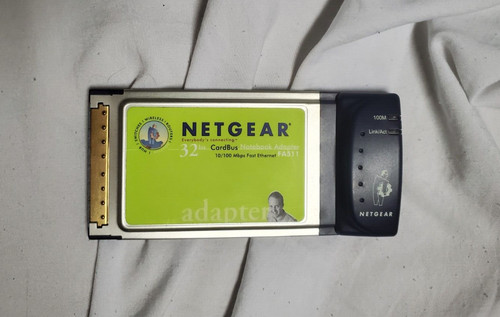 NETGEAR®
Everybody's connecting.®
32 Bit CardBus Notebook Adapter
10/100 Mbps Fast Ethernet FA511
adapter
100M
Link/Act
NETGEAR